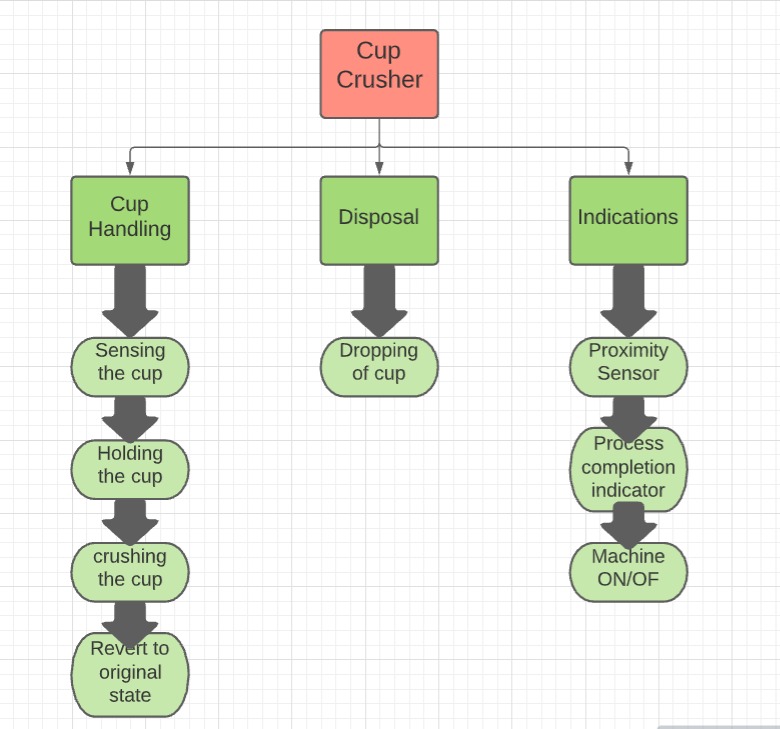 Cup
Crusher
Cup
Handling
Disposal
Indications
Sensing
the cup
Dropping
of cup
Proximity
Sensor
Holding
the cup
Process
completion
indicator
crushing
the cup
Machine
ON/OF
Revert to
original
state